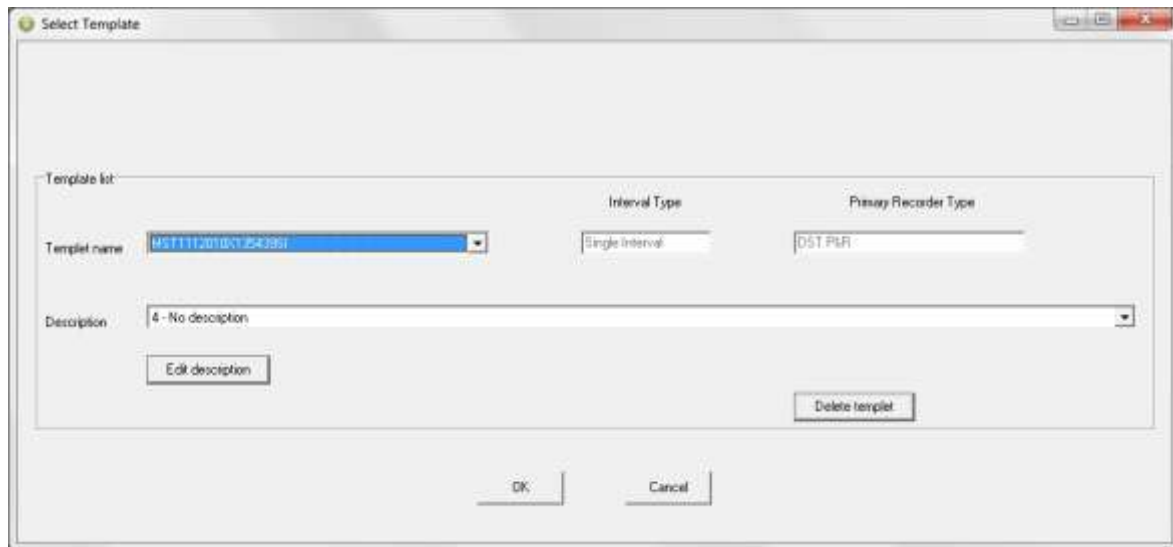 Select Template
Template list
Interval Type
Primary Recorder Type
Templet name
Single Interval
DST P&R
Description
4 - No description
Edit description
Delete templet
OK
Cancel